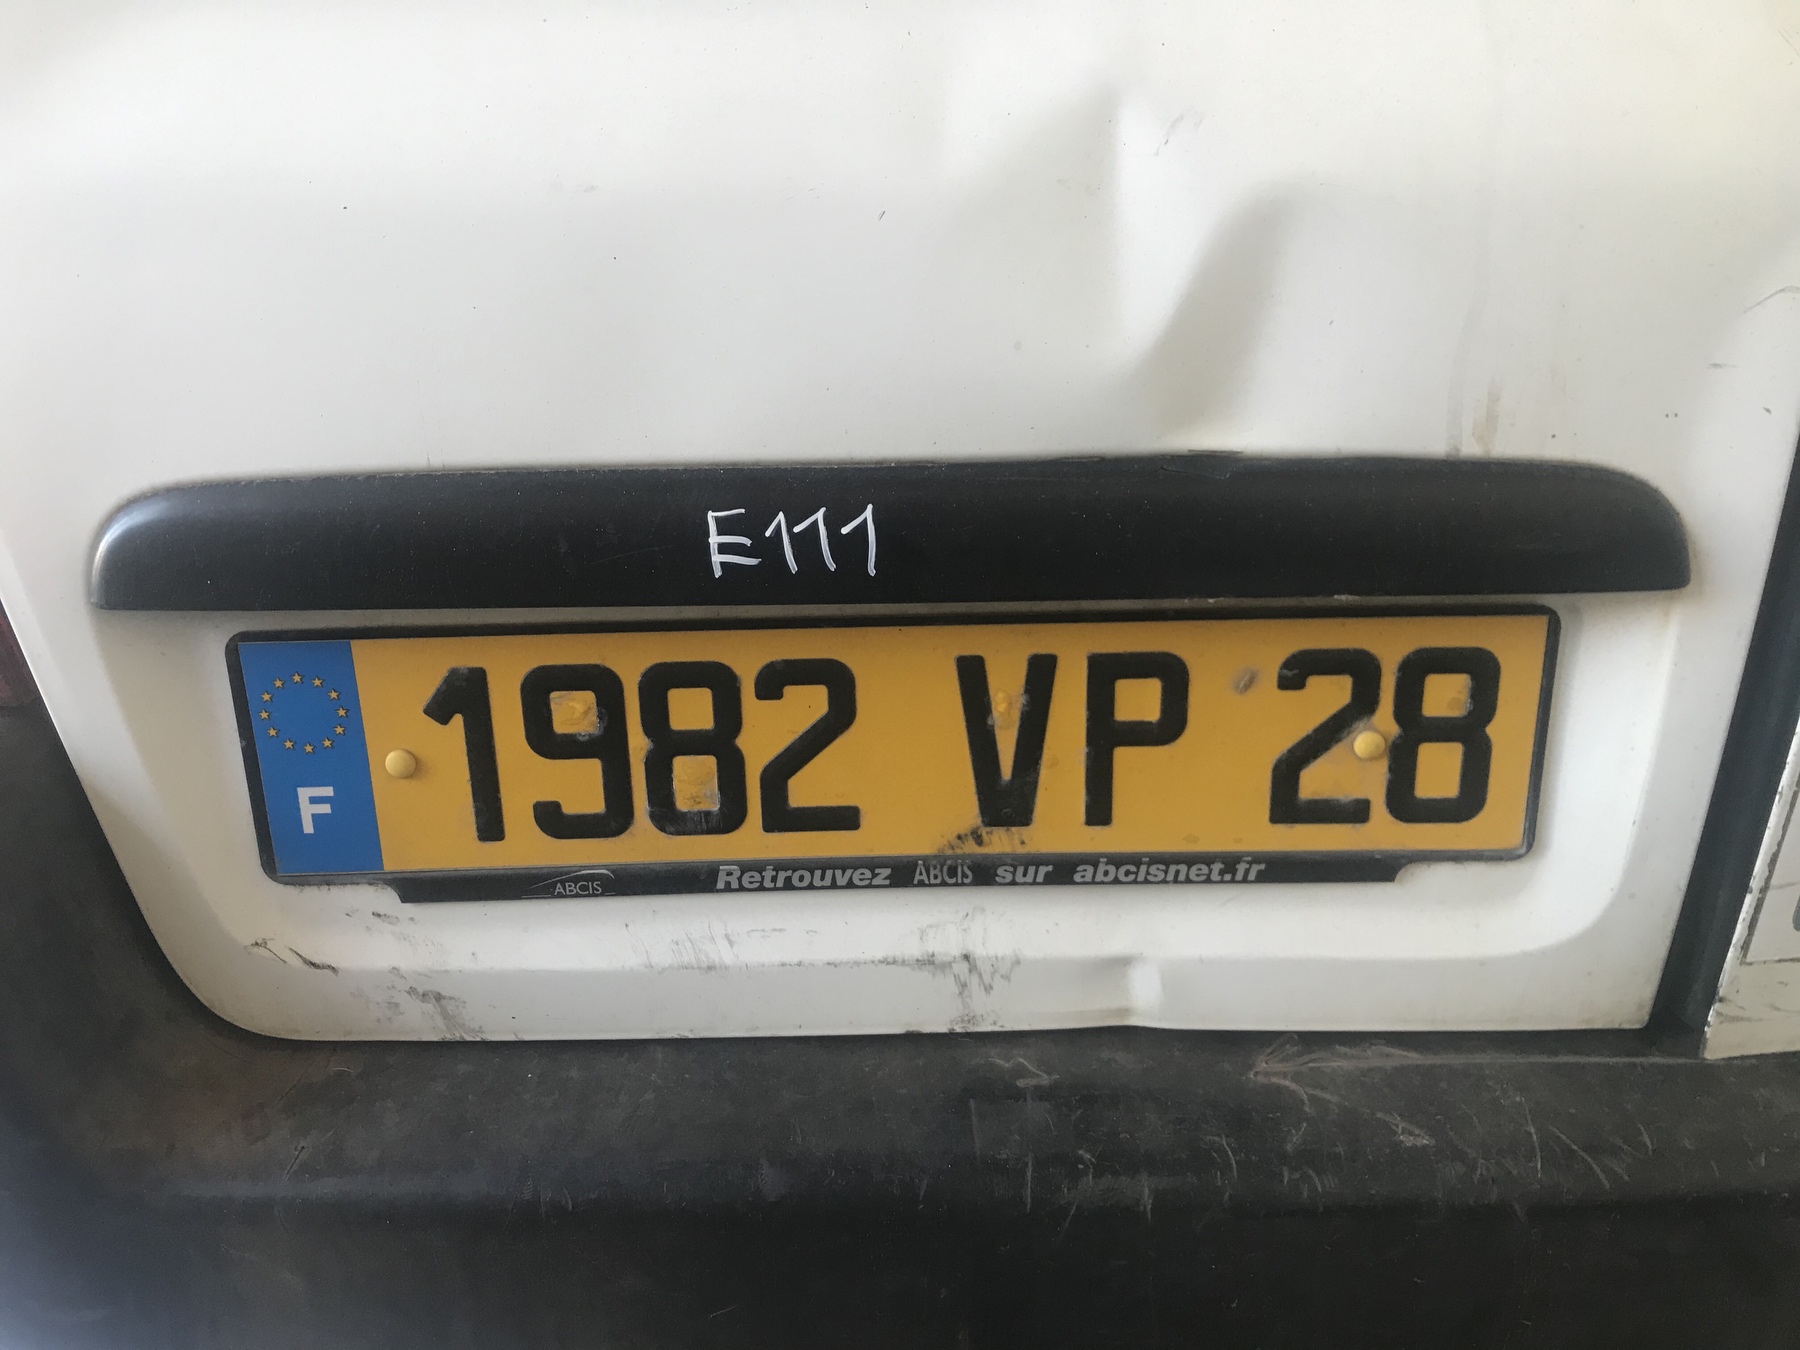 E111
1982 VP 28
F
ABCIS Retrouvez ABCIS sur abcisnet.fr